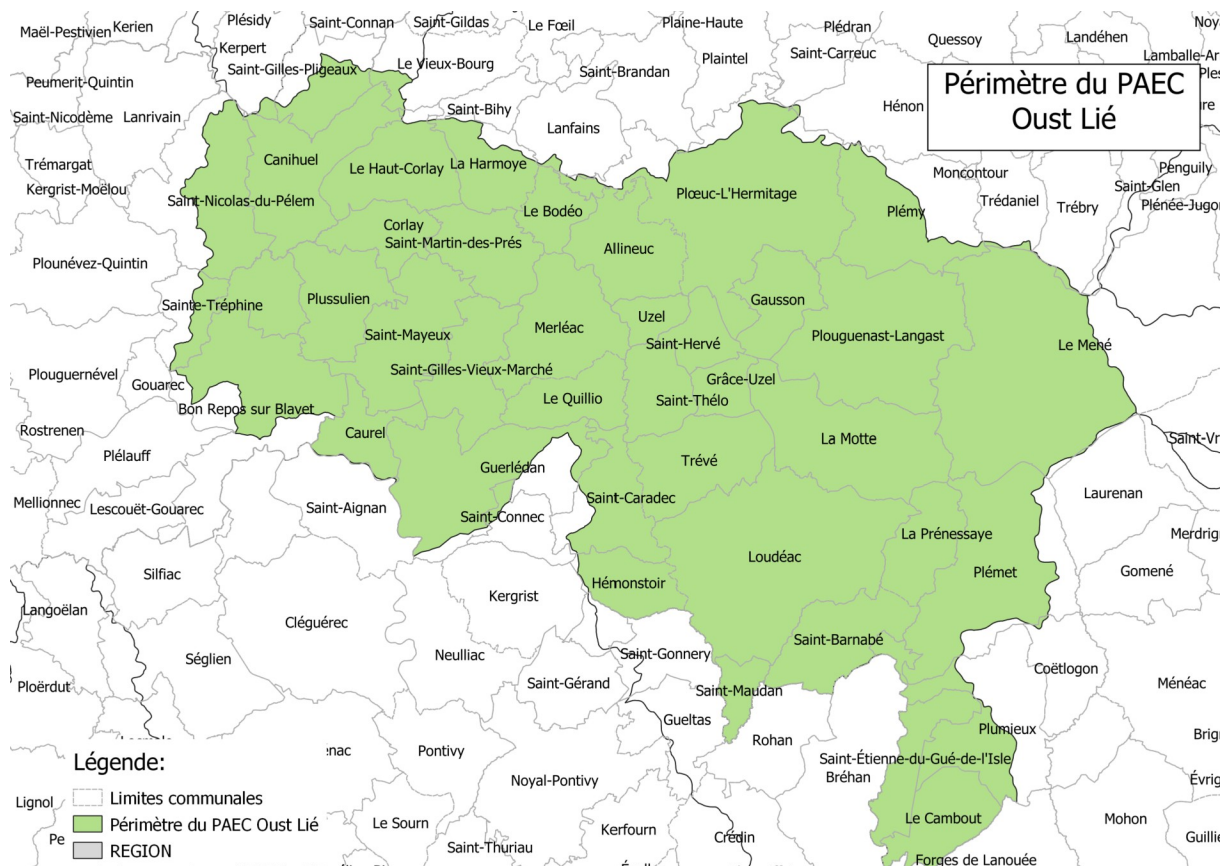 Maël-Pestivien
Kerien
Plésidy
Saint-Connan
Saint-Gildas
Le Fœil
Plaine-Haute
Plédran
Quessoy
Landéhen
Kerpert
Saint-Gilles-Pligeaux
Le Vieux-Bourg
Saint-Brandan
Plaintel
Saint-Carreuc
Peumerit-Quintin
Saint-Nicodème
Lanrivain
Saint-Bihy
Lanfains
Hénon
Périmètre du PAEC
Oust Lié
Trémargat
Kergrist-Moëlou
Canihuel
Le Haut-Corlay
La Harmoye
Plœuc-L'Hermitage
Moncontour
Penguily
Saint-Glen
Saint-Nicolas-du-Pélem
Le Bodéo
Plémy
Trédaniel
Trébry
Corlay
Saint-Martin-des-Prés
Allineuc
Plounévez-Quintin
Sainte-Tréphine
Plussulien
Gausson
Uzel
Saint-Mayeux
Merléac
Saint-Hervé
Plouguenast-Langast
Le Mené
Plouguernével
Gouarec
Saint-Gilles-Vieux-Marché
Grâce-Uzel
Bon Repos sur Blavet
Le Quillio
Saint-Thélo
Rostrenen
Caurel
La Motte
Plélauff
Guerlédan
Trévé
Mellionnec
Lescouët-Gouarec
Saint-Aignan
Saint-Connec
Saint-Caradec
Laurenan
La Prénessaye
Loudéac
Silfiac
Hémonstoir
Plémet
Gomené
Langoëlan
Kergrist
Cléguérec
Saint-Barnabé
Séglien
Neulliac
Saint-Gonnery
Coëtlogon
Ploërdut
Saint-Gérand
Saint-Maudan
Ménéac
Gueltas
Rohan
Plumieux
Pontivy
Saint-Étienne-du-Gué-de-l'Isle
Bréhan
Noyal-Pontivy
Légende:
Limites communales
Périmètre du PAEC Oust Lié
REGION
Lignol
Le Sourn
Saint-Thuriau
Kerfourn
Crédin
Le Cambout
Mohon
Forges de Lanouée